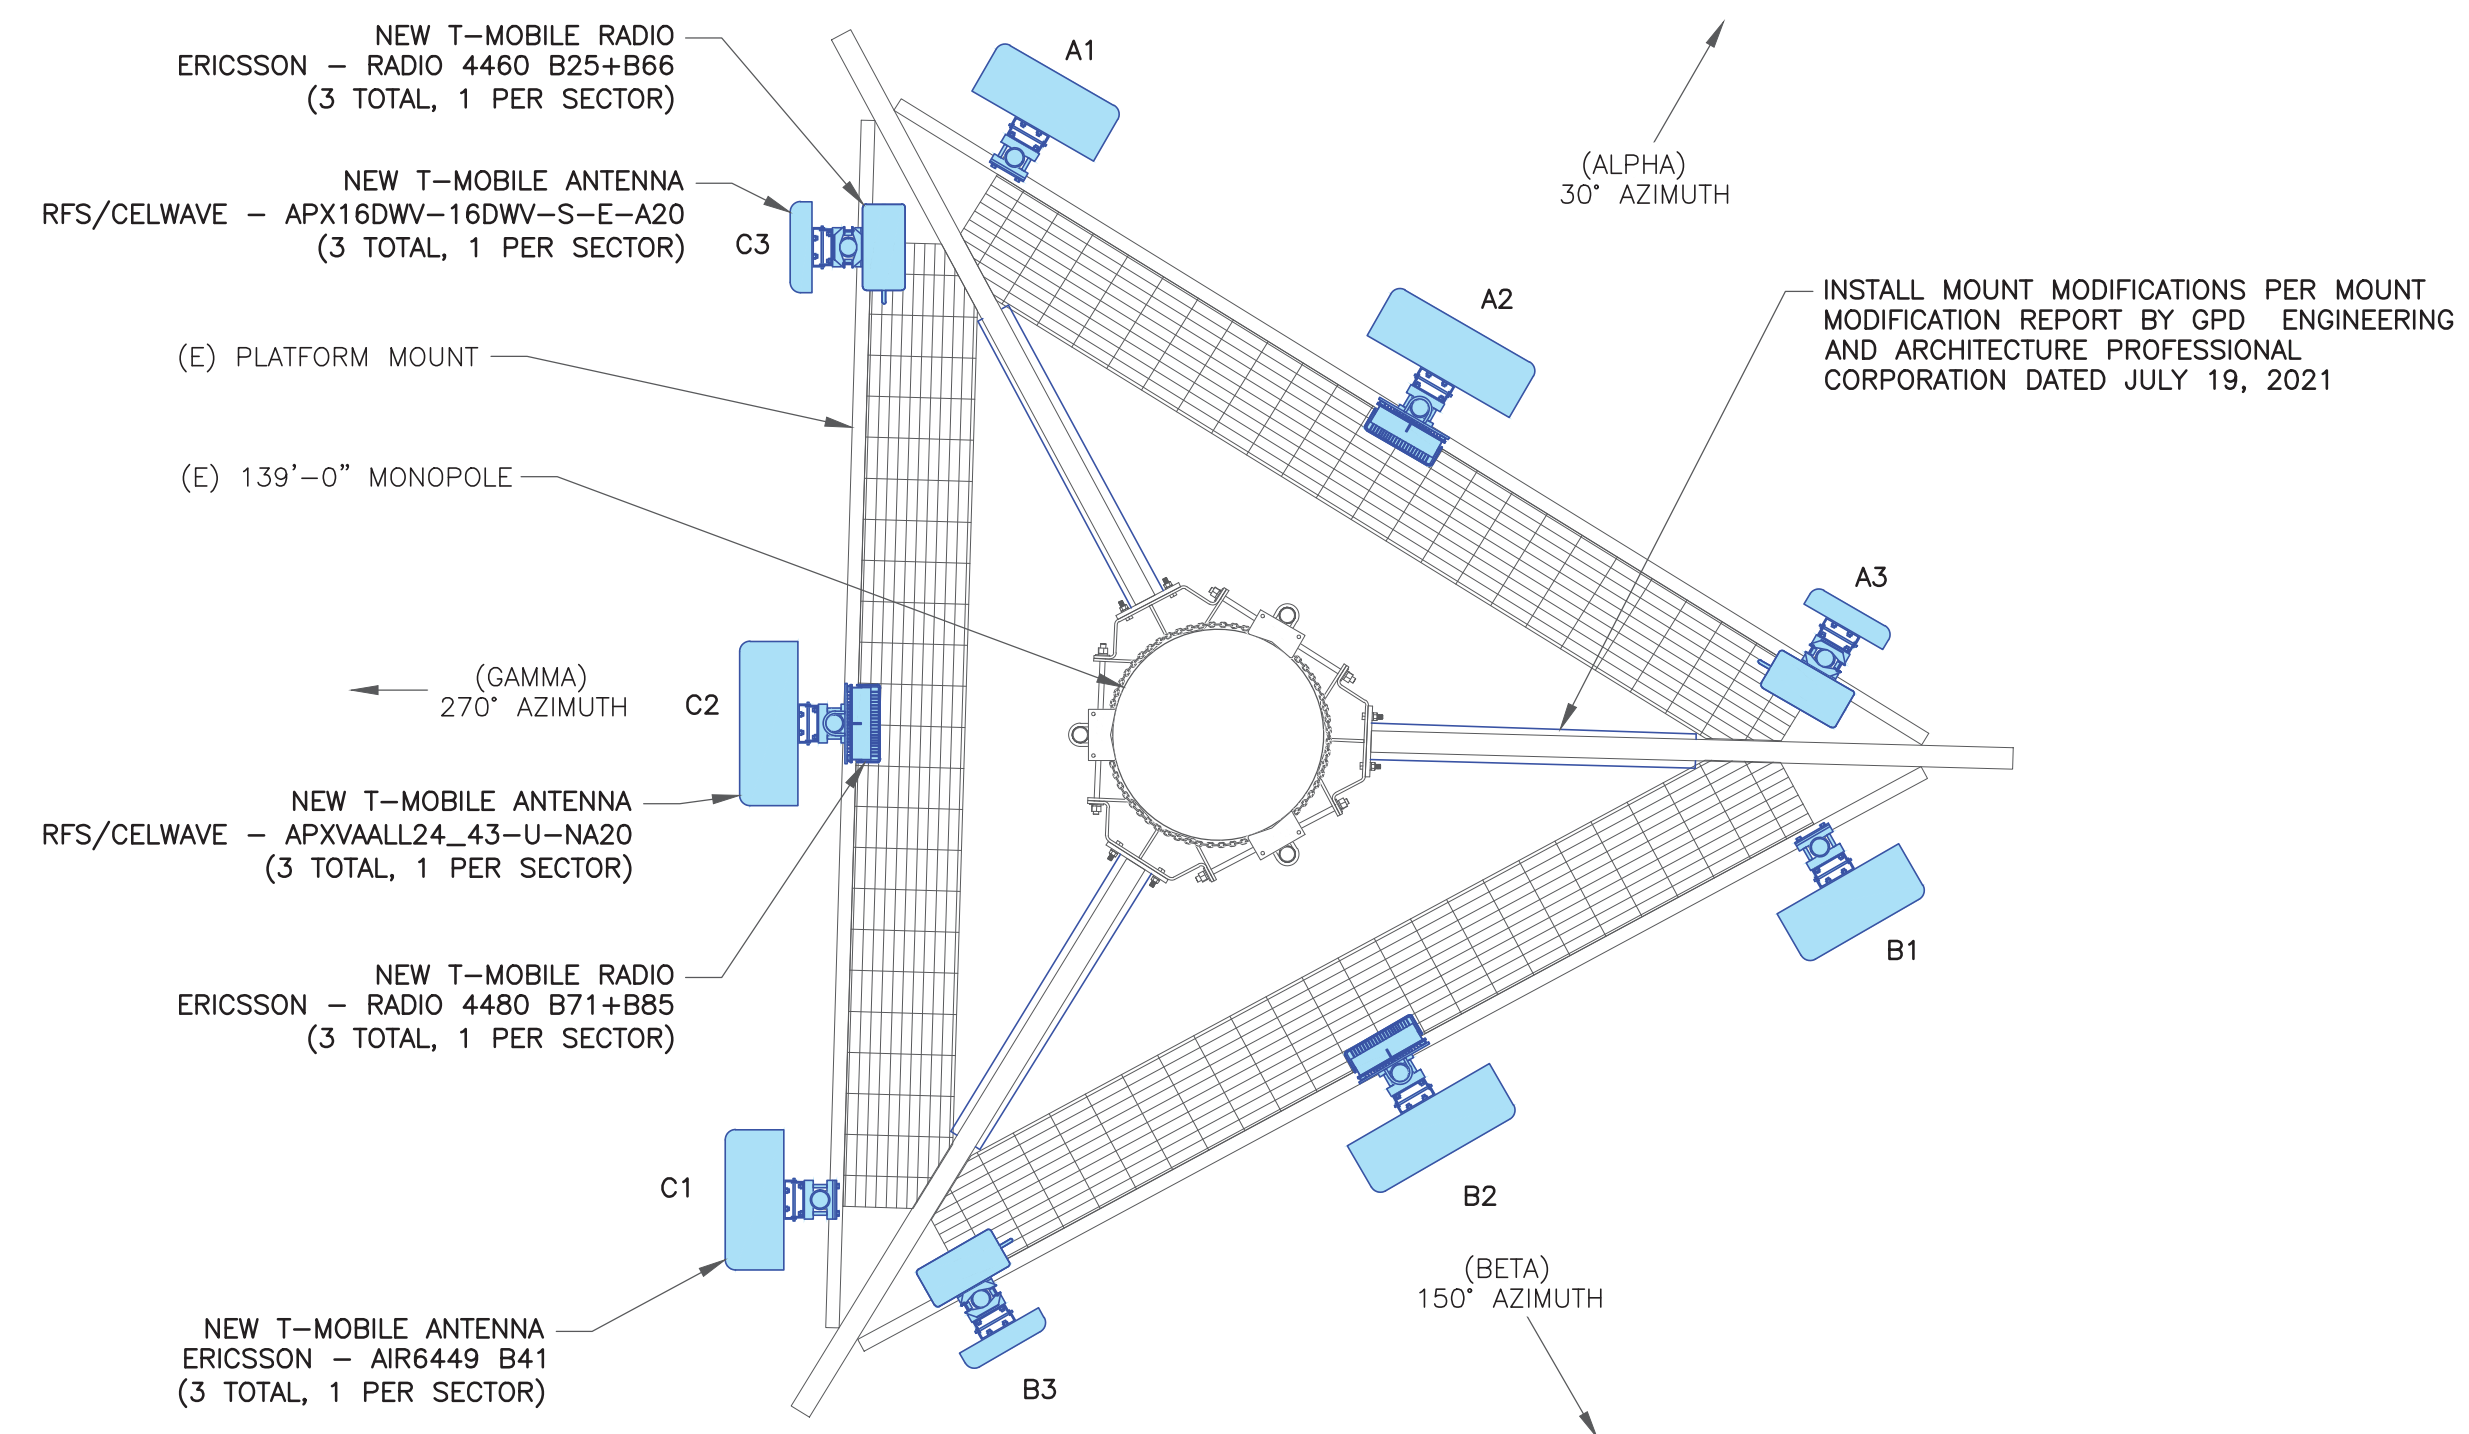 NEW T-MOBILE RADIO
ERICSSON - RADIO 4460 B25+B66
(3 TOTAL, 1 PER SECTOR)
A1
(ALPHA)
30° AZIMUTH
NEW T-MOBILE ANTENNA
RFS/CELWAVE - APX16DWV-16DWV-S-E-A20
(3 TOTAL, 1 PER SECTOR)
C3
A2
INSTALL MOUNT MODIFICATIONS PER MOUNT
MODIFICATION REPORT BY GPD ENGINEERING
AND ARCHITECTURE PROFESSIONAL
CORPORATION DATED JULY 19, 2021
(E) PLATFORM MOUNT
(E) 139'-0" MONOPOLE
A3
(GAMMA)
270° AZIMUTH
C2
NEW T-MOBILE ANTENNA
RFS/CELWAVE - APXVAALL24_43-U-NA20
(3 TOTAL, 1 PER SECTOR)
B1
NEW T-MOBILE RADIO
ERICSSON - RADIO 4480 B71+B85
(3 TOTAL, 1 PER SECTOR)
C1
B2
(BETA)
150° AZIMUTH
NEW T-MOBILE ANTENNA
ERICSSON - AIR6449 B41
(3 TOTAL, 1 PER SECTOR)
B3